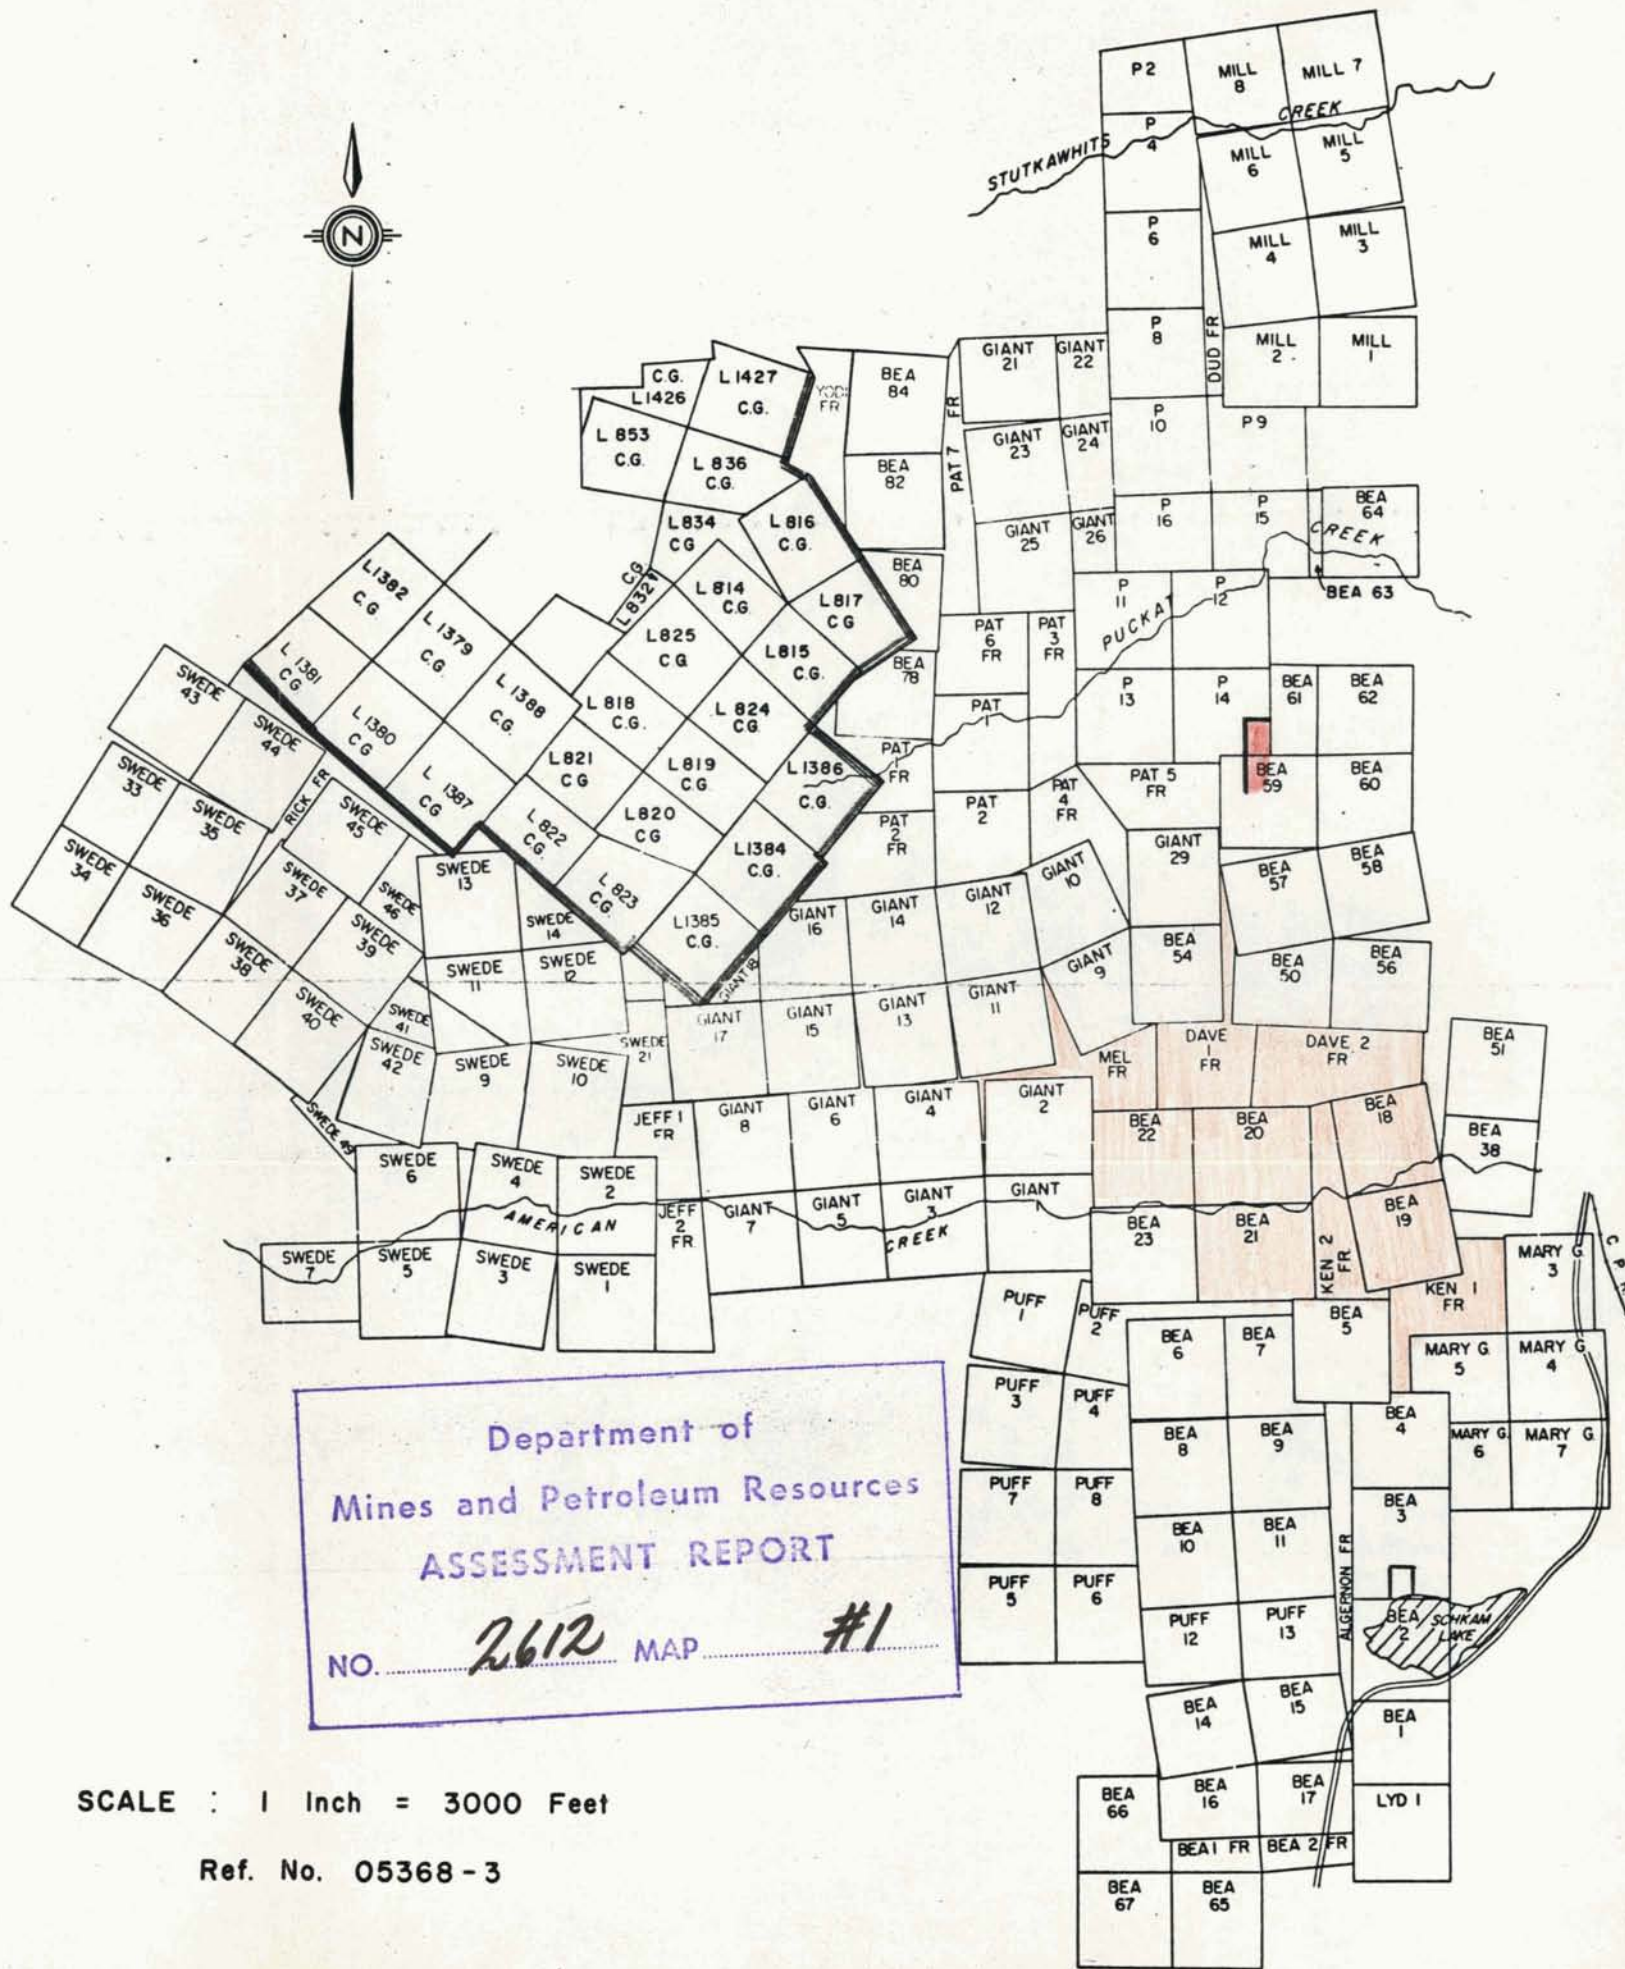 P 2
MILL 8
MILL 7
STUTKAWHITS CREEK
P 4
MILL 6
MILL 5
N
P 6
MILL 4
MILL 3
P 8
DUD FR
MILL 2
MILL 1
C.G. L1426
L1427 C.G.
FR
BEA 84
PAT 7 FR
GIANT 21
GIANT 22
L 853 C.G.
L 836 C.G.
BEA 82
GIANT 23
GIANT 24
P 10
P 9
L834 CG
L 816 C.G.
GIANT 25
GIANT 26
P 16
P 15
BEA 64
CREEK
L1382 C.G
C.G. L832
L 814 C.G
L 817 CG
BEA 80
P 11
P 12
BEA 63
PUCKAT
L 1379 C.G.
L825 CG
L815 C.G.
PAT 6 FR
PAT 3 FR
L 1381 CG
L 1388 C.G.
L 818 C.G.
L 824 CG
BEA 78
P 13
P 14
BEA 61
BEA 62
SWEDE 43
SWEDE 44
L 1380 CG
L821 CG
L819 CG
L1386 C.G.
PAT 1
PAT 1 FR
PAT 5 FR
BEA 59
BEA 60
SWEDE 33
RICK FR
L 1387 CG
L 822 C.G.
L820 CG
L1384 C.G.
PAT 2 FR
PAT 2
PAT 4 FR
SWEDE 35
SWEDE 45
GIANT 29
BEA 57
BEA 58
SWEDE 34
SWEDE 36
SWEDE 37
SWEDE 46
SWEDE 13
SWEDE 14
L 823 C.G.
L1385 C.G.
GIANT 16
GIANT 14
GIANT 12
GIANT 10
SWEDE 38
SWEDE 39
SWEDE 11
SWEDE 12
GIANT 18
GIANT 9
BEA 54
BEA 50
BEA 56
SWEDE 40
SWEDE 41
SWEDE 42
SWEDE 9
SWEDE 10
SWEDE 21
GIANT 17
GIANT 15
GIANT 13
GIANT 11
MEL FR
DAVE 1 FR
DAVE 2 FR
BEA 51
SWEDE 49
JEFF 1 FR
GIANT 8
GIANT 6
GIANT 4
GIANT 2
BEA 22
BEA 20
BEA 18
BEA 38
SWEDE 6
SWEDE 4
SWEDE 2
AMERICAN CREEK
JEFF 2 FR
GIANT 7
GIANT 5
GIANT 3
GIANT 1
BEA 23
BEA 21
KEN 2 FR
BEA 19
SWEDE 7
SWEDE 5
SWEDE 3
SWEDE 1
MARY G 3
C P R
KEN 1 FR
PUFF 1
PUFF 2
BEA 6
BEA 7
BEA 5
MARY G 5
MARY G 4
PUFF 3
PUFF 4
BEA 8
BEA 9
BEA 4
MARY G 6
MARY G 7
PUFF 7
PUFF 8
BEA 10
BEA 11
BEA 3
ALGERNON FR
PUFF 5
PUFF 6
PUFF 12
PUFF 13
BEA 2
SCHKAM LAKE
BEA 14
BEA 15
BEA 1
BEA 66
BEA 16
BEA 17
LYD 1
BEA 1 FR
BEA 2 FR
BEA 67
BEA 65
Department of
Mines and Petroleum Resources
ASSESSMENT REPORT
NO. 2612 MAP #1
SCALE : 1 Inch = 3000 Feet
Ref. No. 05368-3